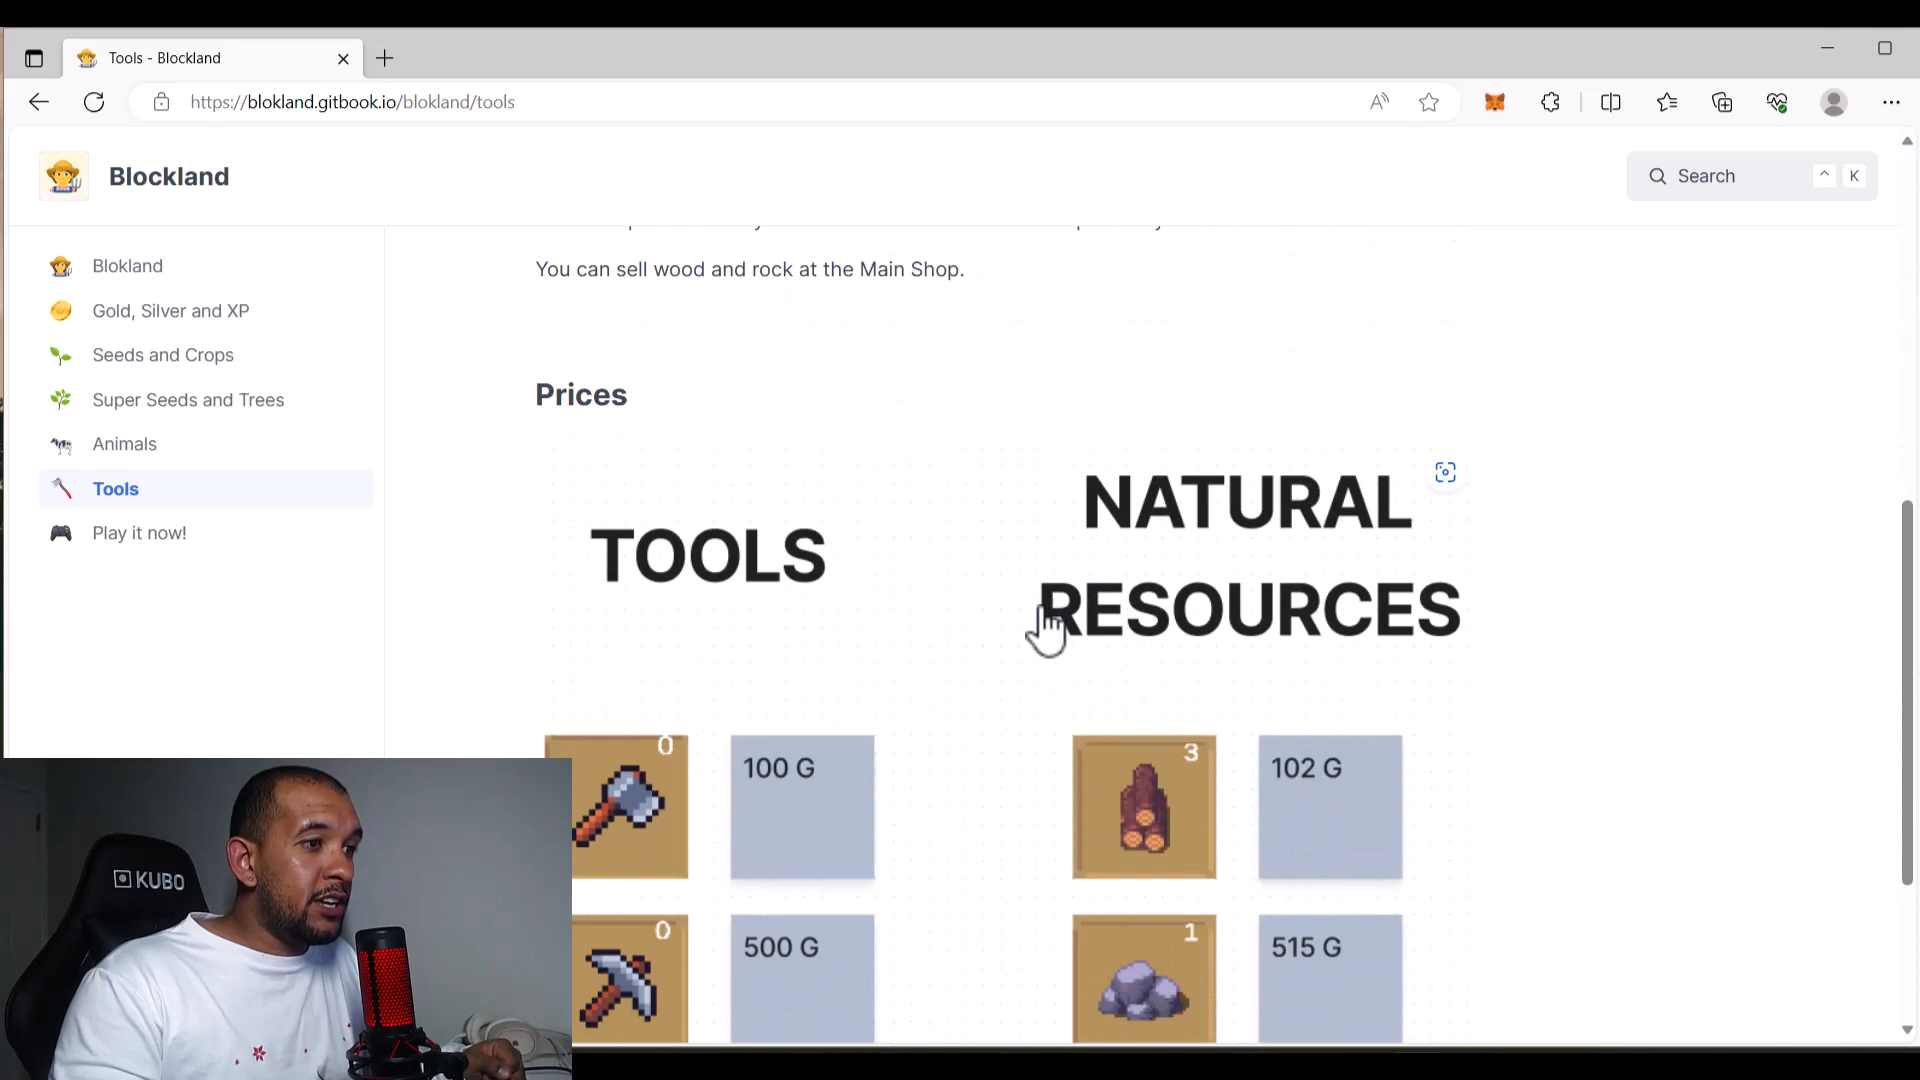 Tools - Blockland
https://blokland.gitbook.io/blokland/tools
Blockland
Search
^ K
Blokland
Gold, Silver and XP
Seeds and Crops
Super Seeds and Trees
Animals
Tools
Play it now!
You can sell wood and rock at the Main Shop.
Prices
TOOLS
NATURAL
RESOURCES
0
100 G
3
102 G
0
500 G
1
515 G
KUBO